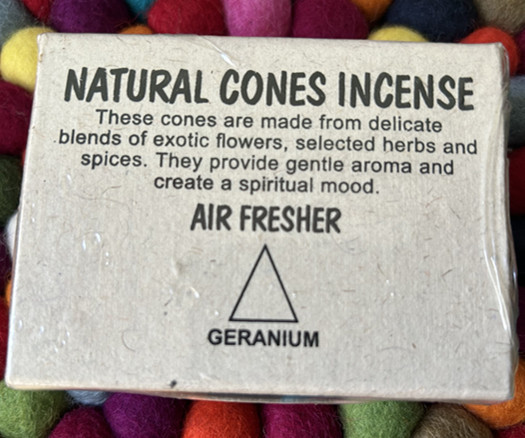 NATURAL CONES INCENSE
These cones are made from delicate
blends of exotic flowers, selected herbs and
spices. They provide gentle aroma and
create a spiritual mood.
AIR FRESHER
GERANIUM